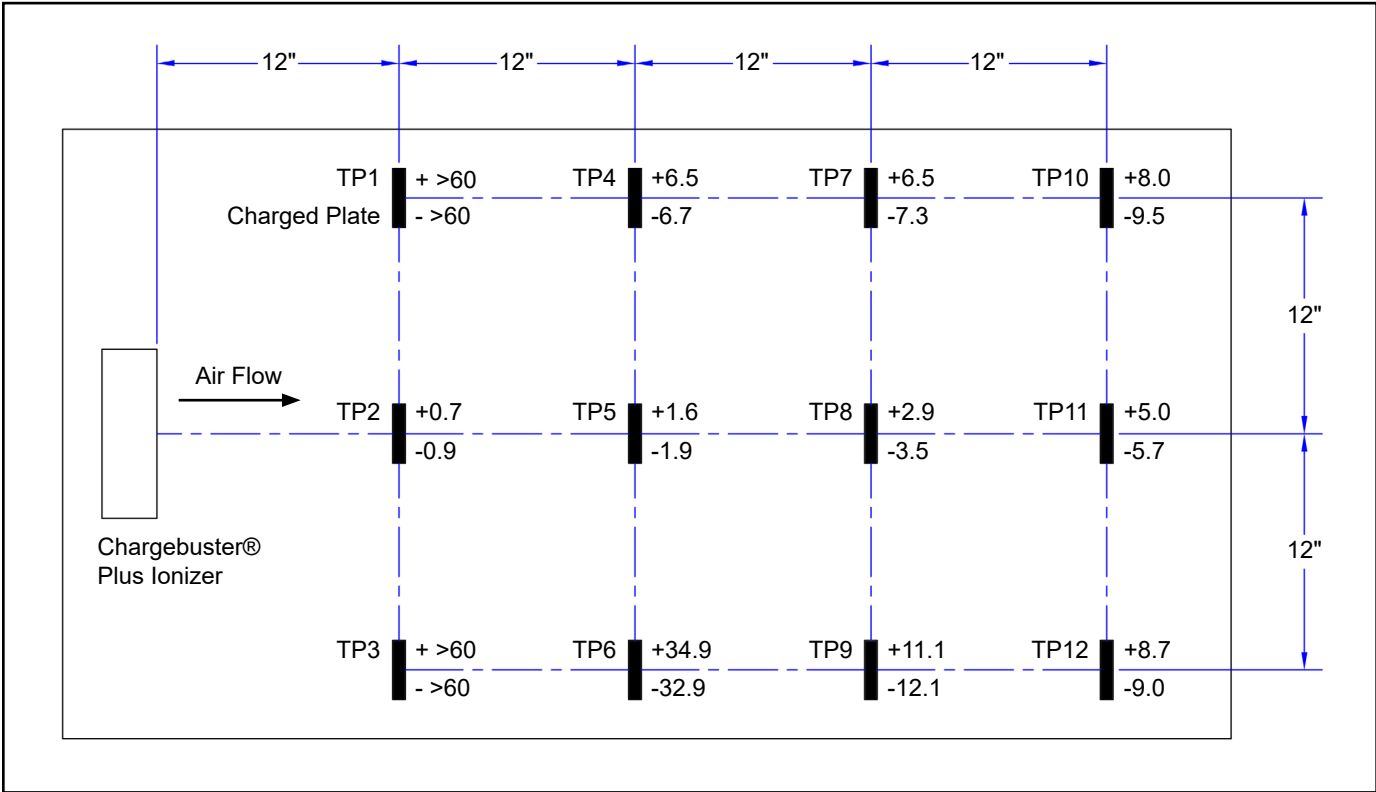 12" 12" 12" 12"
TP1 + >60 TP4 +6.5 TP7 +6.5 TP10 +8.0
Charged Plate - >60 -6.7 -7.3 -9.5
12"
Air Flow
TP2 +0.7 TP5 +1.6 TP8 +2.9 TP11 +5.0
-0.9 -1.9 -3.5 -5.7
Chargebuster®
Plus Ionizer
12"
TP3 + >60 TP6 +34.9 TP9 +11.1 TP12 +8.7
- >60 -32.9 -12.1 -9.0